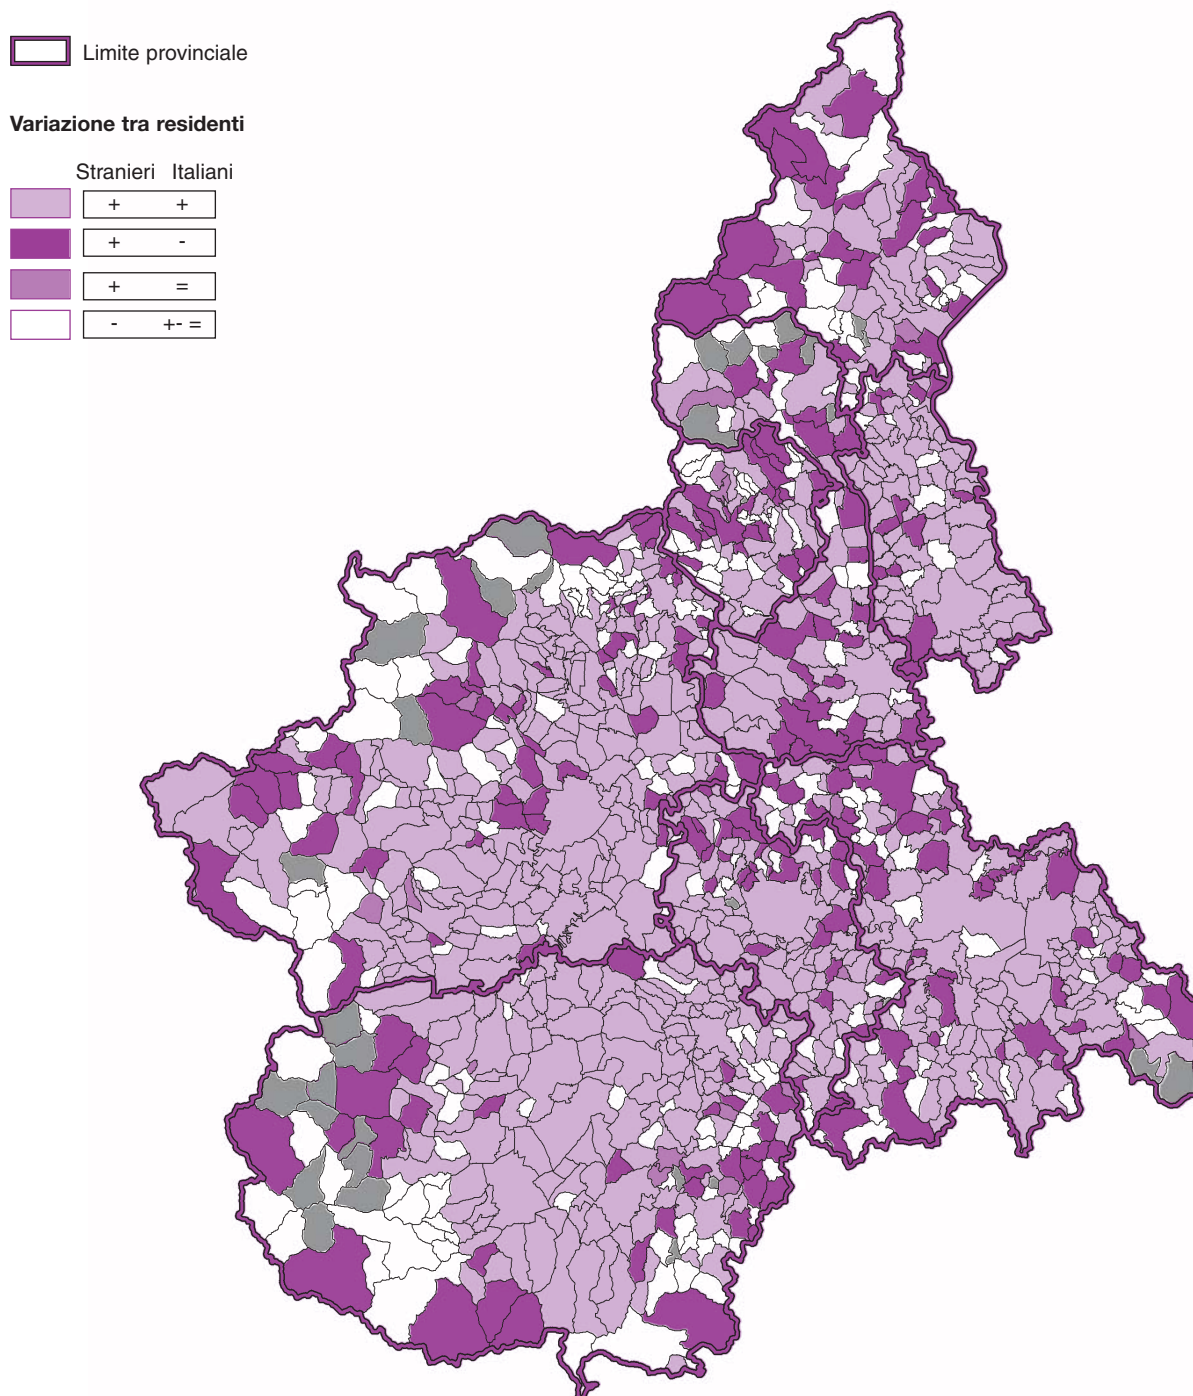 Limite provinciale
Variazione tra residenti
Stranieri Italiani
+ +
+ -
+ =
- +- =